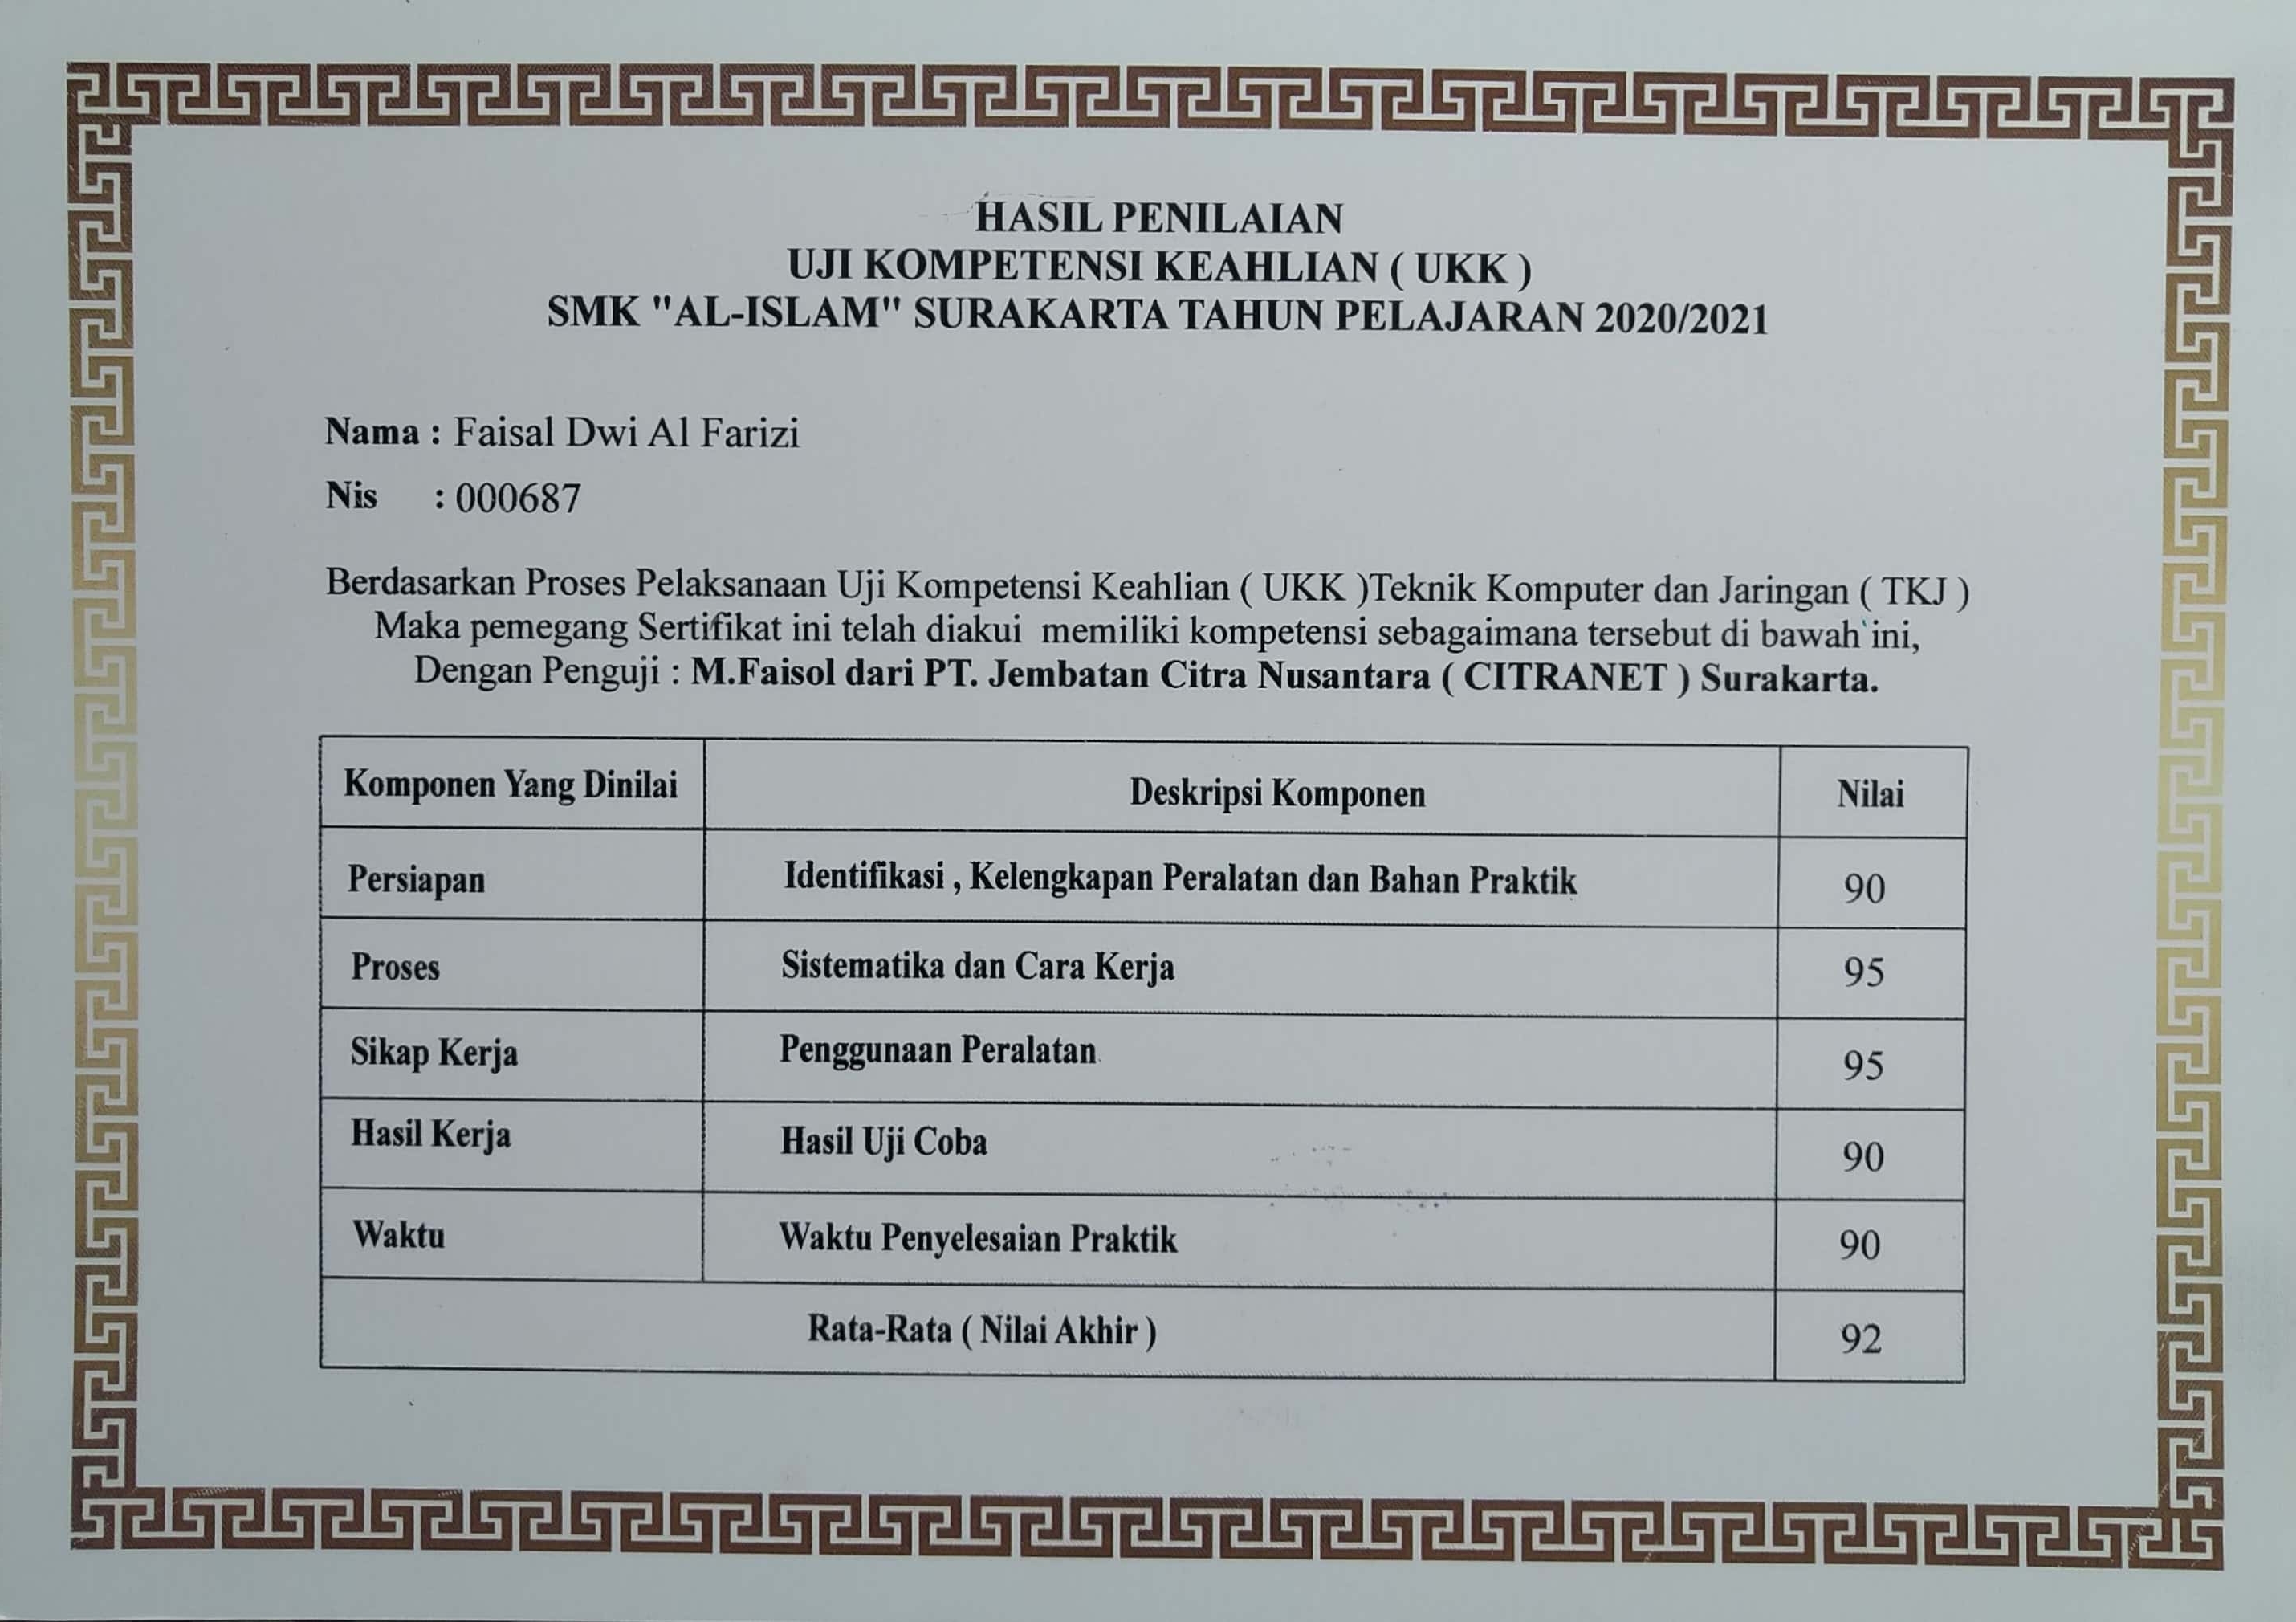 HASIL PENILAIAN
UJI KOMPETENSI KEAHLIAN ( UKK )
SMK "AL-ISLAM" SURAKARTA TAHUN PELAJARAN 2020/2021
Nama : Faisal Dwi Al Farizi
Nis : 000687
Berdasarkan Proses Pelaksanaan Uji Kompetensi Keahlian ( UKK )Teknik Komputer dan Jaringan ( TKJ )
Maka pemegang Sertifikat ini telah diakui memiliki kompetensi sebagaimana tersebut di bawah ini,
Dengan Penguji : M.Faisol dari PT. Jembatan Citra Nusantara ( CITRANET ) Surakarta.
Komponen Yang Dinilai Deskripsi Komponen Nilai
Persiapan Identifikasi , Kelengkapan Peralatan dan Bahan Praktik 90
Proses Sistematika dan Cara Kerja 95
Sikap Kerja Penggunaan Peralatan 95
Hasil Kerja Hasil Uji Coba 90
Waktu Waktu Penyelesaian Praktik 90
Rata-Rata ( Nilai Akhir ) 92